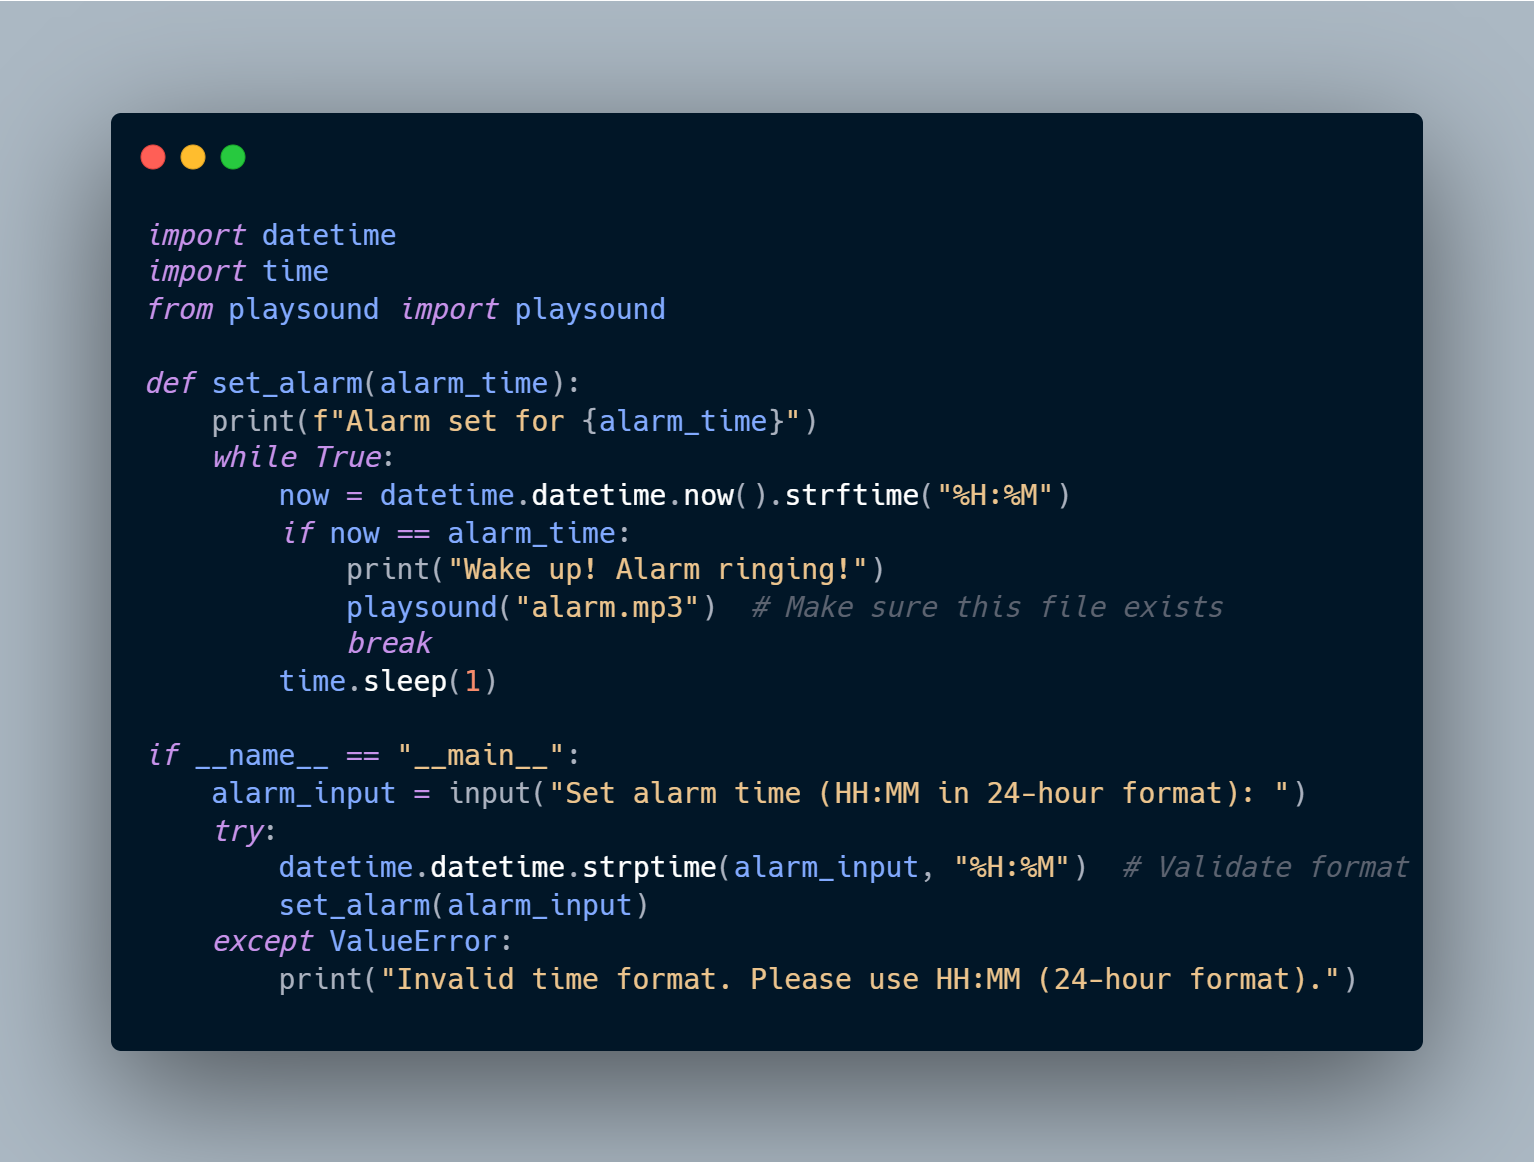 import datetime
import time
from playsound import playsound

def set_alarm(alarm_time):
    print(f"Alarm set for {alarm_time}")
    while True:
        now = datetime.datetime.now().strftime("%H:%M")
        if now == alarm_time:
            print("Wake up! Alarm ringing!")
            playsound("alarm.mp3")  # Make sure this file exists
            break
        time.sleep(1)

if __name__ == "__main__":
    alarm_input = input("Set alarm time (HH:MM in 24-hour format): ")
    try:
        datetime.datetime.strptime(alarm_input, "%H:%M")  # Validate format
        set_alarm(alarm_input)
    except ValueError:
        print("Invalid time format. Please use HH:MM (24-hour format).")